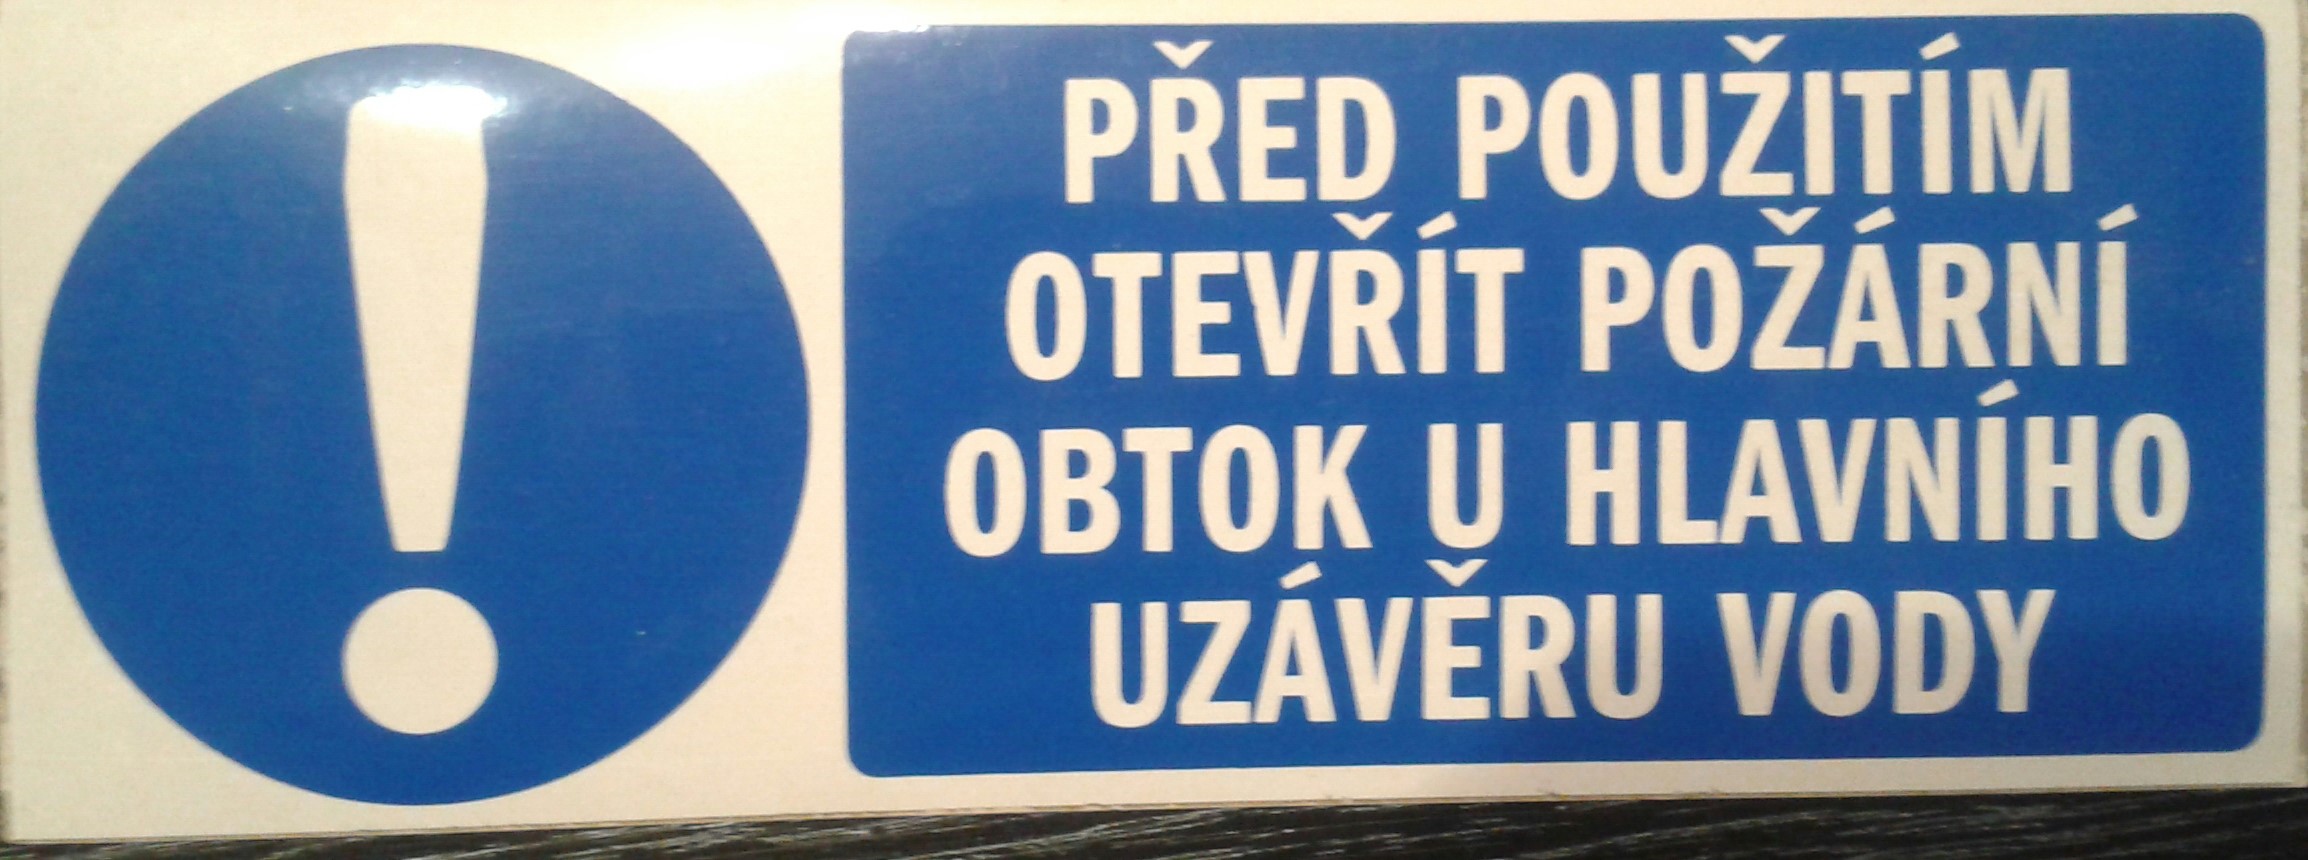 PŘED POUŽITÍM
OTEVŘÍT POŽÁRNÍ
OBTOK U HLAVNÍHO
UZÁVĚRU VODY